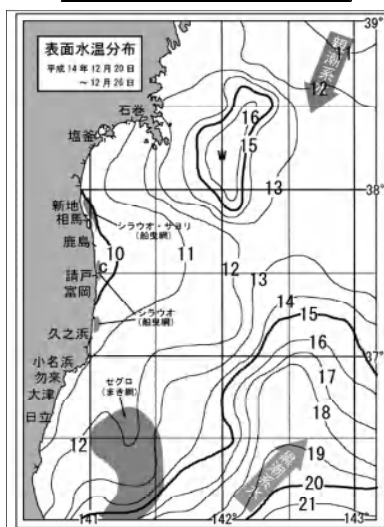 表面水温分布
平成14年12月20日
～12月26日
親潮系
11
12
39°
石巻
塩釜
16
15
W
13
38°
新地
相馬
シラウオ・サヨリ
(船曳網)
鹿島
10
11
12
13
請戸
C
富岡
シラウオ
(船曳網)
14
15
久之浜
16
37°
小名浜
勿来
大津
セグロ
(まき網)
17
18
日立
12
19
20
21
141
142
143°